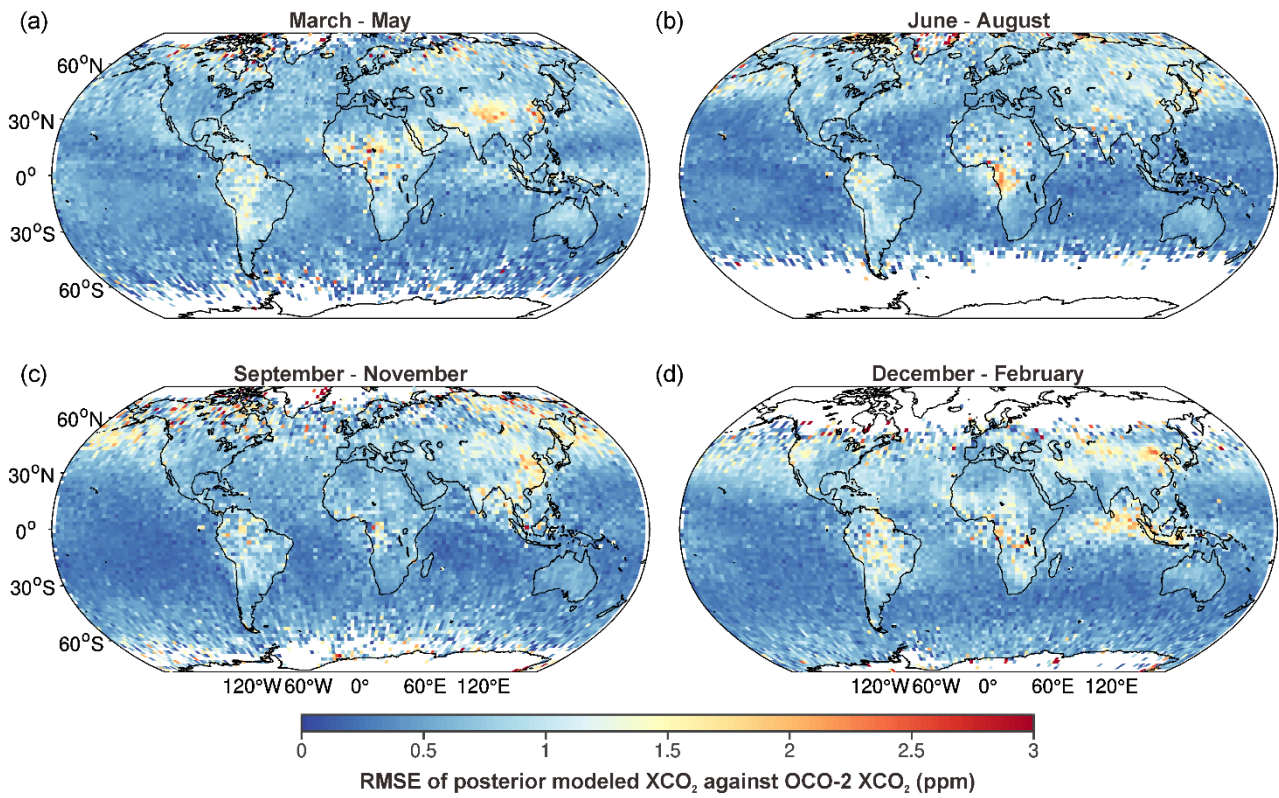 (a) March - May
(b) June - August
60°N
30°N
0°
30°S
60°S
(c) September - November
(d) December - February
60°N
30°N
0°
30°S
60°S
120°W 60°W 0° 60°E 120°E
120°W 60°W 0° 60°E 120°E
0 0.5 1 1.5 2 2.5 3
RMSE of posterior modeled XCO₂ against OCO-2 XCO₂ (ppm)